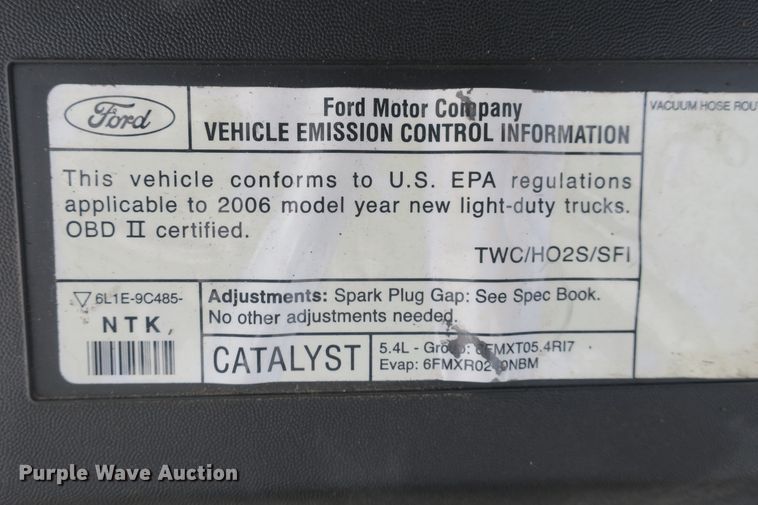 Ford
Ford Motor Company
VEHICLE EMISSION CONTROL INFORMATION
VACUUM HOSE ROU
This vehicle conforms to U.S. EPA regulations
applicable to 2006 model year new light-duty trucks.
OBD II certified.
TWC/HO2S/SFI
6L1E-9C485-
NTK,
Adjustments: Spark Plug Gap: See Spec Book.
No other adjustments needed.
CATALYST
5.4L - Group:
Evap:
Purple Wave Auction